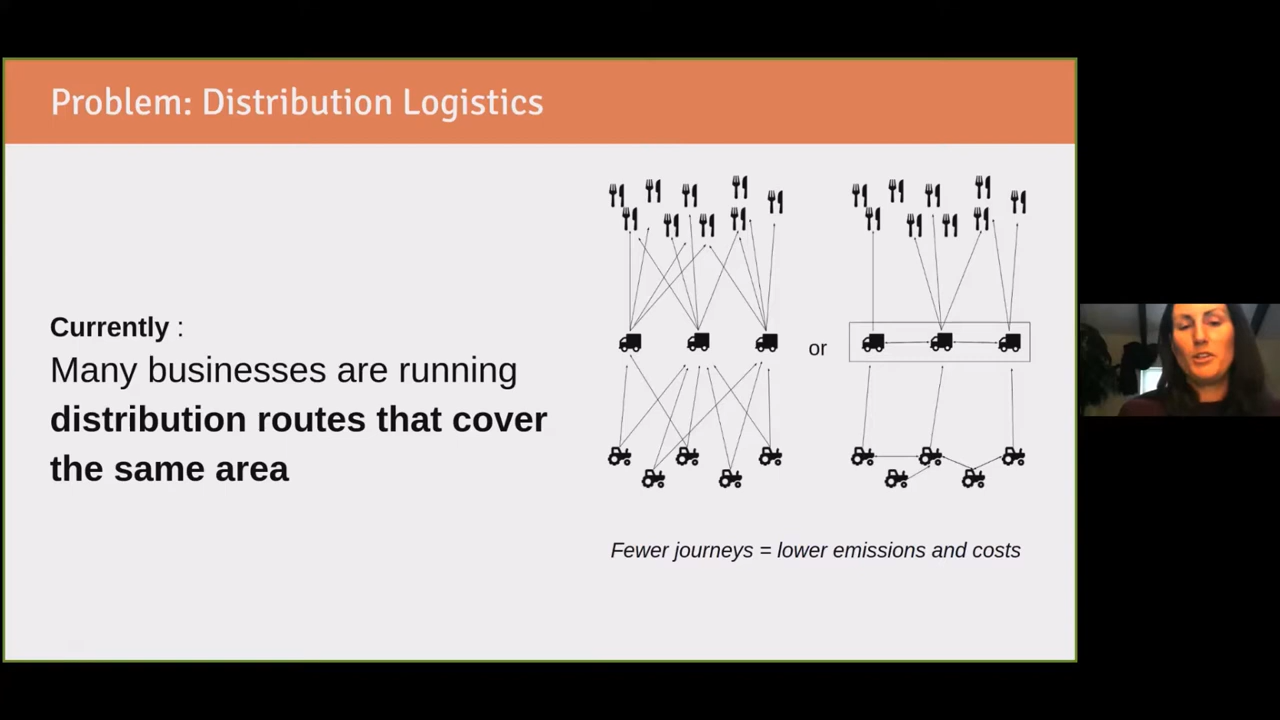 Problem: Distribution Logistics
Currently :
Many businesses are running
distribution routes that cover
the same area
or
Fewer journeys = lower emissions and costs